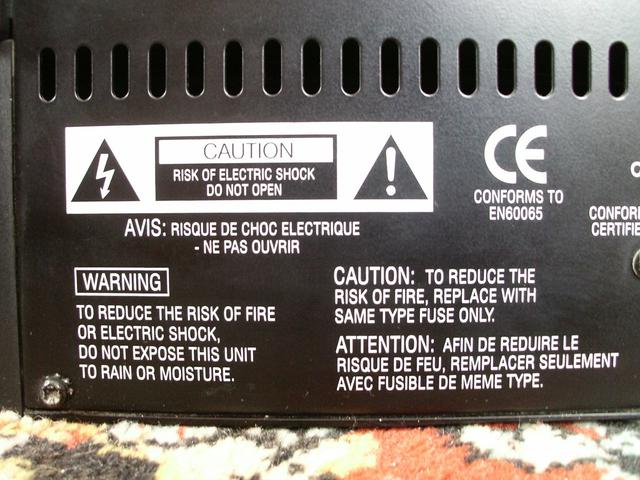 CAUTION
RISK OF ELECTRIC SHOCK
DO NOT OPEN
AVIS: RISQUE DE CHOC ELECTRIQUE
- NE PAS OUVRIR
CE
CONFORMS TO
EN60065
WARNING
TO REDUCE THE RISK OF FIRE
OR ELECTRIC SHOCK,
DO NOT EXPOSE THIS UNIT
TO RAIN OR MOISTURE.
CAUTION: TO REDUCE THE
RISK OF FIRE, REPLACE WITH
SAME TYPE FUSE ONLY.
ATTENTION: AFIN DE REDUIRE LE
RISQUE DE FEU, REMPLACER SEULEMENT
AVEC FUSIBLE DE MEME TYPE.